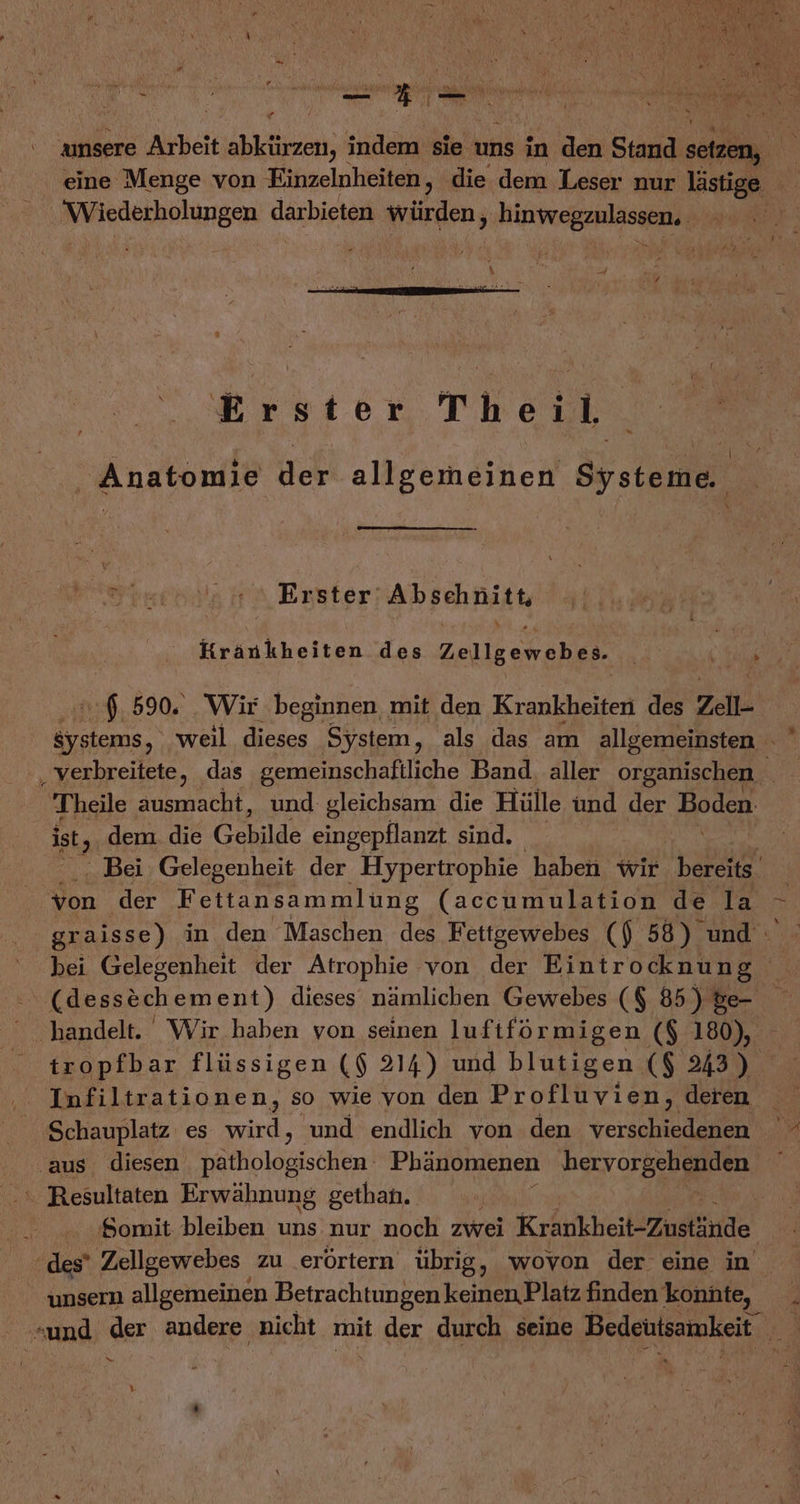 — 4 —
unsere Arbeit abkürzen, indem sie uns in den Stand setzen,
eine Menge von Einzelnheiten, die dem Leser nur lästige
Wiederholungen darbieten würden, hinwegzulassen.
Erster Theil.
Anatomie der allgemeinen Systeme.
Erster Abschnitt,
Krankheiten des Zellgewebes.
§. 590. Wir beginnen mit den Krankheiten des Zell-
systems, weil dieses System, als das am allgemeinsten
verbreitete, das gemeinschaftliche Band aller organischen
Theile ausmacht, und gleichsam die Hülle und der Boden
ist, dem die Gebilde eingepflanzt sind.
Bei Gelegenheit der Hypertrophie haben wir bereits
von der Fettansammlung (accumulation de la
graisse) in den Maschen des Fettgewebes (§ 58) und
bei Gelegenheit der Atrophie von der Eintrocknung
(dessèchement) dieses nämlichen Gewebes (§ 85) be-
handelt. Wir haben von seinen luftförmigen (§ 180),
tropfbar flüssigen (§ 214) und blutigen (§ 243)
Infiltrationen, so wie von den Profluvien, deren
Schauplatz es wird, und endlich von den verschiedenen
aus diesen pathologischen Phänomenen hervorgehenden
Resultaten Erwähnung gethan.
Somit bleiben uns nur noch zwei Krankheit-Zustände
des Zellgewebes zu erörtern übrig, wovon der eine in
unsern allgemeinen Betrachtungen keinen Platz finden konnte,
und der andere nicht mit der durch seine Bedeutsamkeit